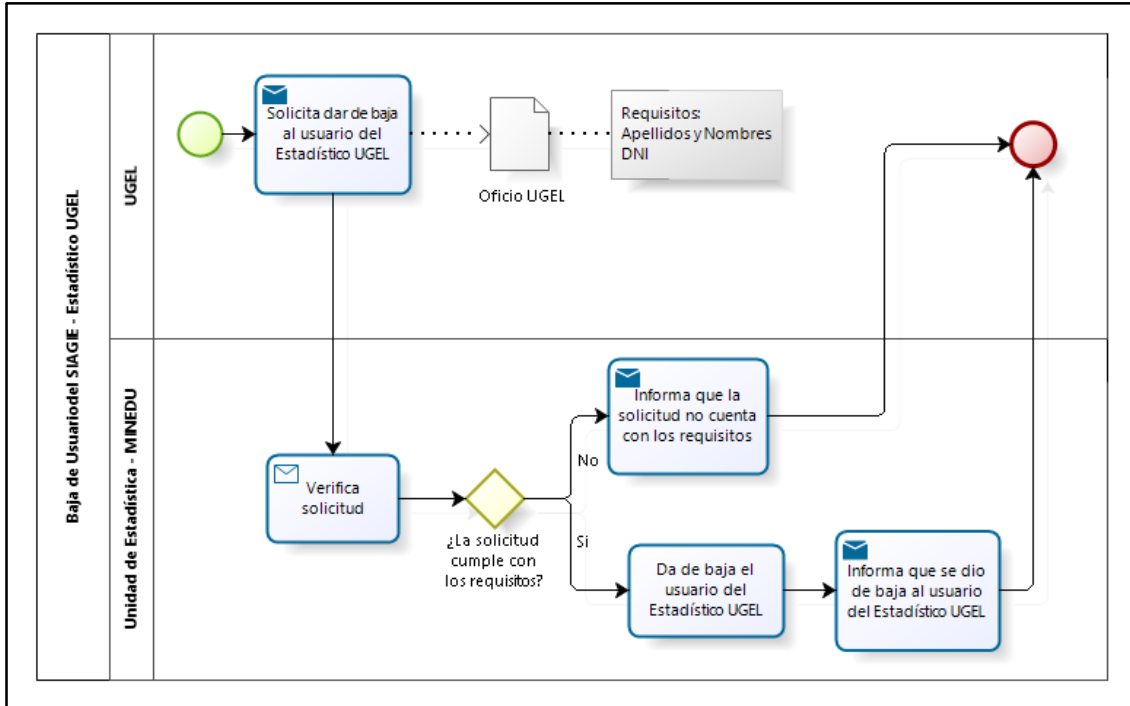 Baja de Usuariodel SIAGIE - Estadístico UGEL
UGEL
Solicita dar de baja
al usuario del
Estadístico UGEL
Oficio UGEL
Requisitos:
Apellidos y Nombres
DNI
Unidad de Estadística - MINEDU
Verifica
solicitud
¿La solicitud
cumple con
los requisitos?
No
Informa que la
solicitud no cuenta
con los requisitos
Si
Da de baja el
usuario del
Estadístico UGEL
Informa que se dio
de baja al usuario
del Estadístico UGEL